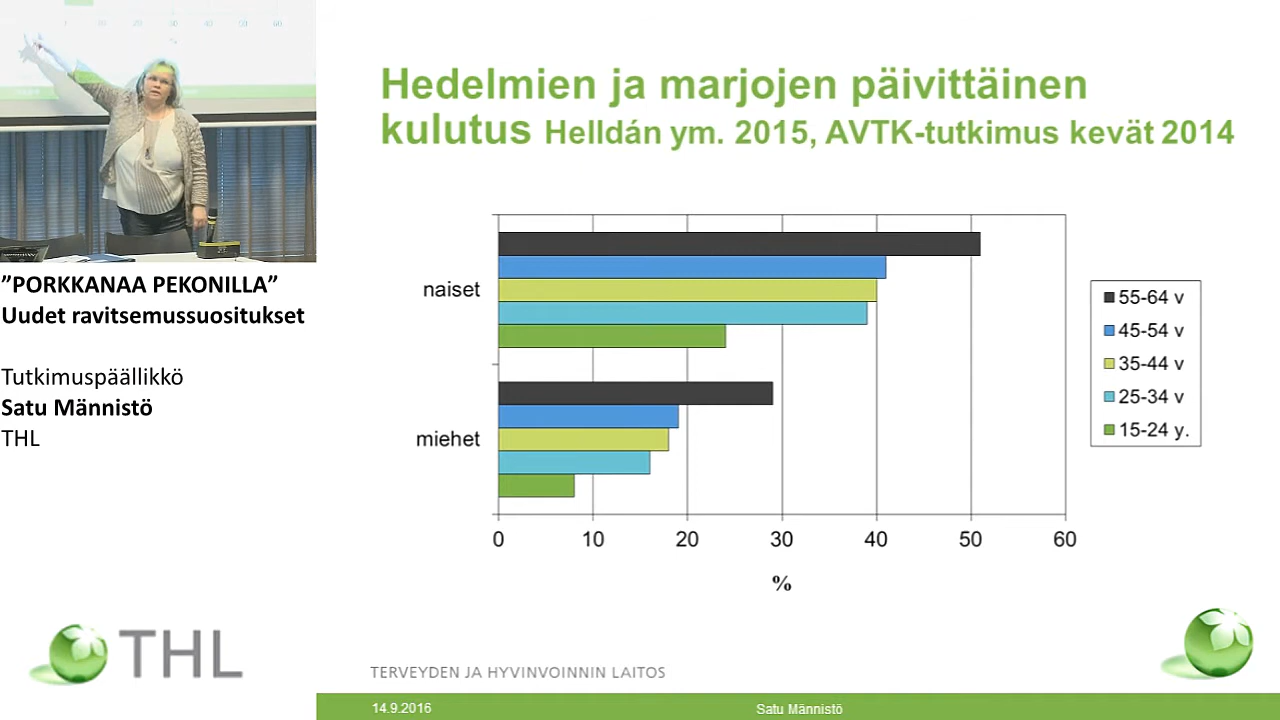 Hedelmien ja marjojen päivittäinen
kulutus Helldán ym. 2015, AVTK-tutkimus kevät 2014
”PORKKANAA PEKONILLA”
Uudet ravitsemussuositukset
Tutkimuspäällikkö
Satu Männistö
THL
naiset
miehet
0 10 20 30 40 50 60
%
55-64 v
45-54 v
35-44 v
25-34 v
15-24 y.
THL
TERVEYDEN JA HYVINVOINNIN LAITOS
14.9.2016
Satu Männistö